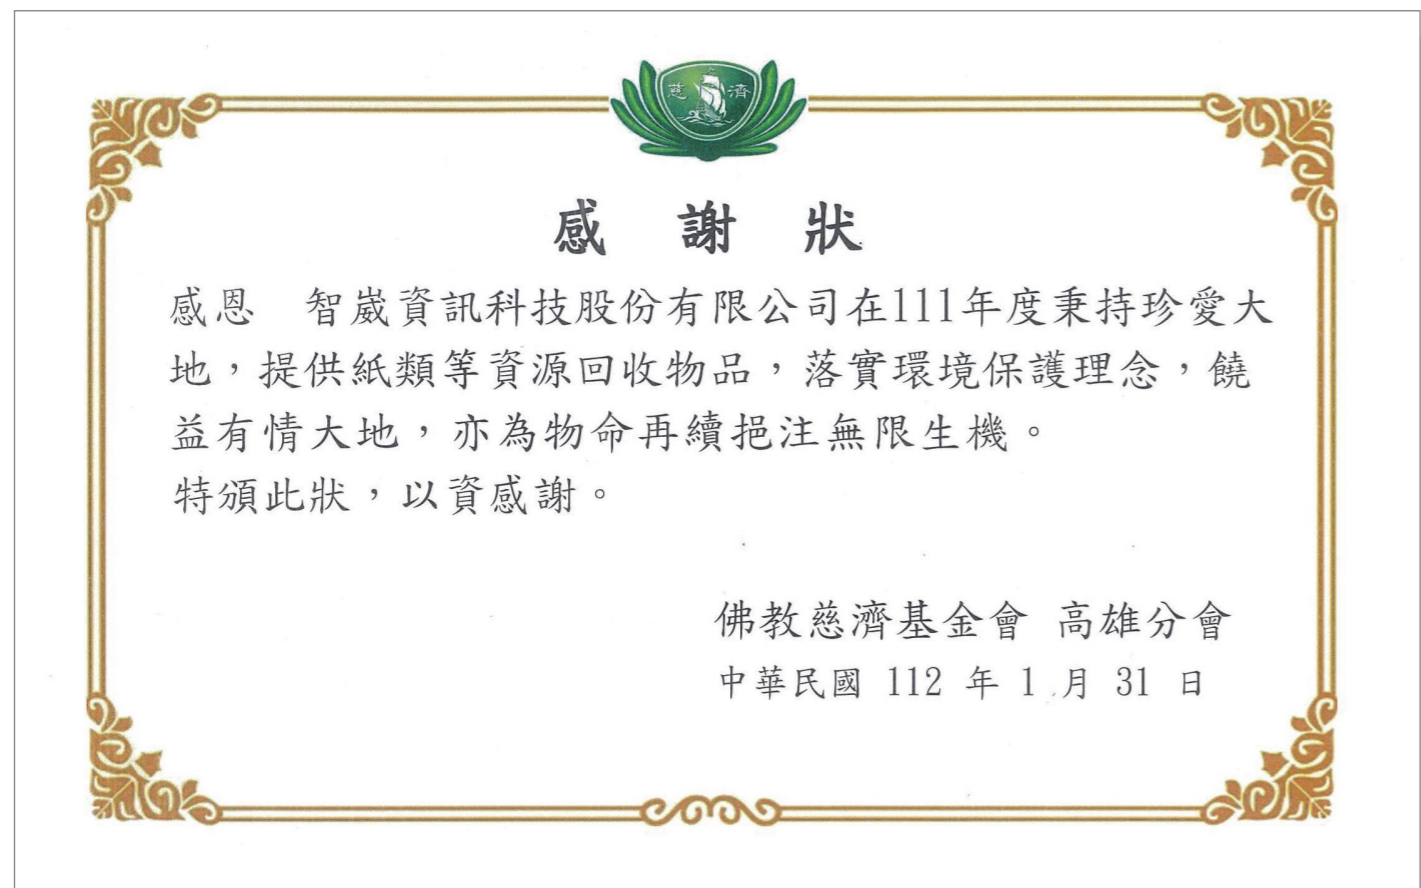 慈 濟
感 謝 狀
感恩　智崴資訊科技股份有限公司在111年度秉持珍愛大
地，提供紙類等資源回收物品，落實環境保護理念，饒
益有情大地，亦為物命再續挹注無限生機。
特頒此狀，以資感謝。
佛教慈濟基金會 高雄分會
中華民國 112 年 1 月 31 日